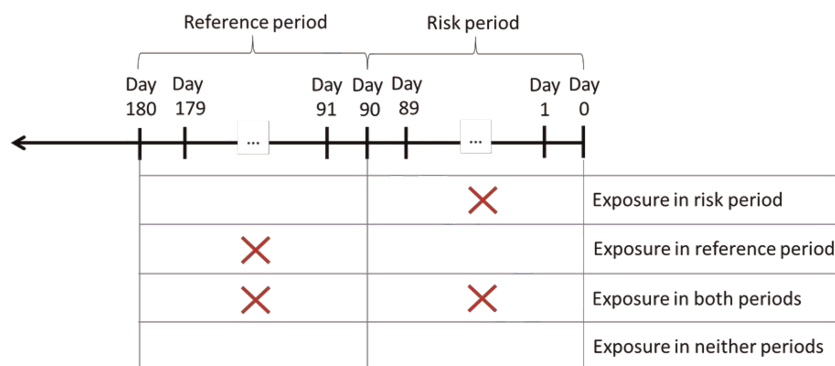 Reference period
Risk period
Day Day Day Day Day Day Day
180 179 91 90 89 1 0
... ...
Exposure in risk period
Exposure in reference period
Exposure in both periods
Exposure in neither periods